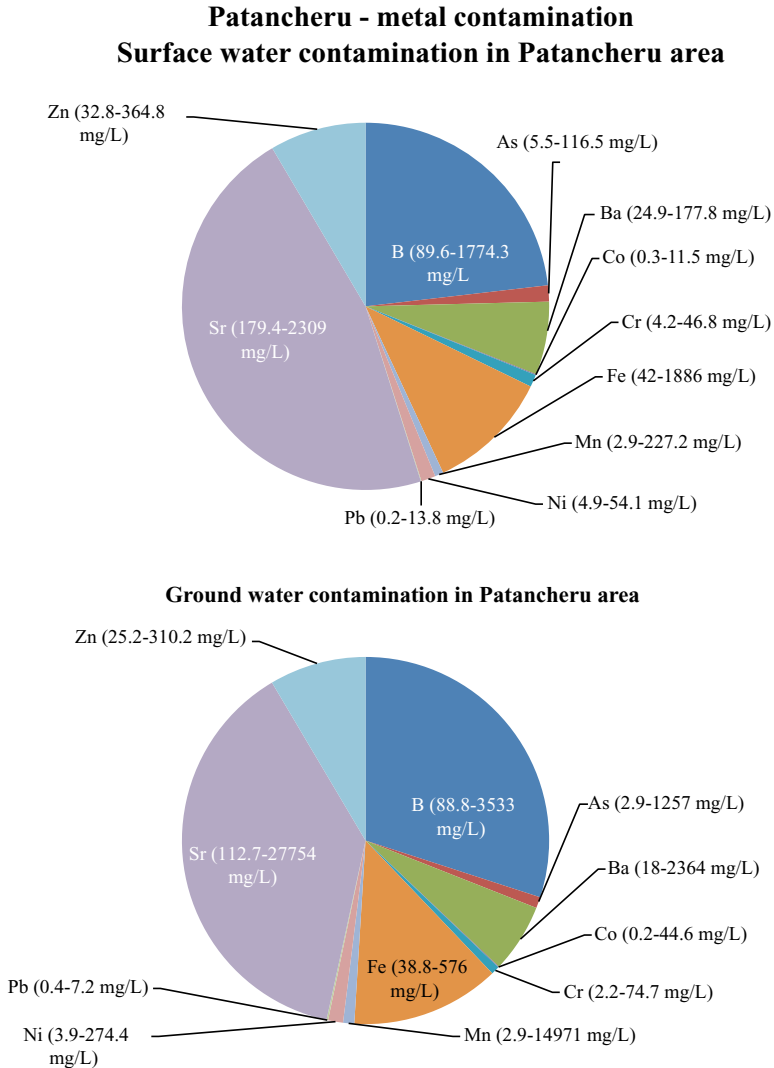 Patancheru - metal contamination
Surface water contamination in Patancheru area
Zn (32.8-364.8
mg/L)
As (5.5-116.5 mg/L)
Ba (24.9-177.8 mg/L)
B (89.6-1774.3
mg/L
Co (0.3-11.5 mg/L)
Sr (179.4-2309
mg/L)
Cr (4.2-46.8 mg/L)
Fe (42-1886 mg/L)
Mn (2.9-227.2 mg/L)
Ni (4.9-54.1 mg/L)
Pb (0.2-13.8 mg/L)
Ground water contamination in Patancheru area
Zn (25.2-310.2 mg/L)
B (88.8-3533
mg/L)
As (2.9-1257 mg/L)
Sr (112.7-27754
mg/L)
Ba (18-2364 mg/L)
Co (0.2-44.6 mg/L)
Fe (38.8-576
mg/L)
Pb (0.4-7.2 mg/L)
Cr (2.2-74.7 mg/L)
Ni (3.9-274.4
mg/L)
Mn (2.9-14971 mg/L)